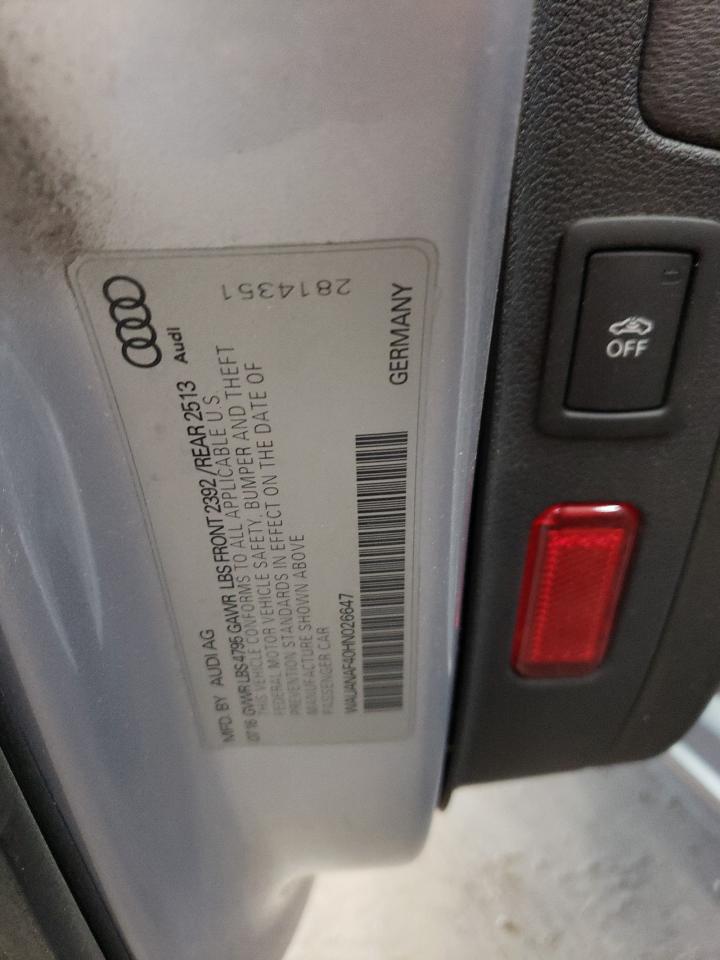 MFD. BY AUDI AG
07/16 GWWR LBS 4795 GAWR LBS FRONT 2392 / REAR 2513
THIS VEHICLE CONFORMS TO ALL APPLICABLE U.S.
FEDERAL MOTOR VEHICLE SAFETY, BUMPER AND THEFT
PREVENTION STANDARDS IN EFFECT ON THE DATE OF
MANUFACTURE SHOWN ABOVE
PASSENGER CAR
WAUANAF40HN026647
GERMANY
Audi
2814351
OFF